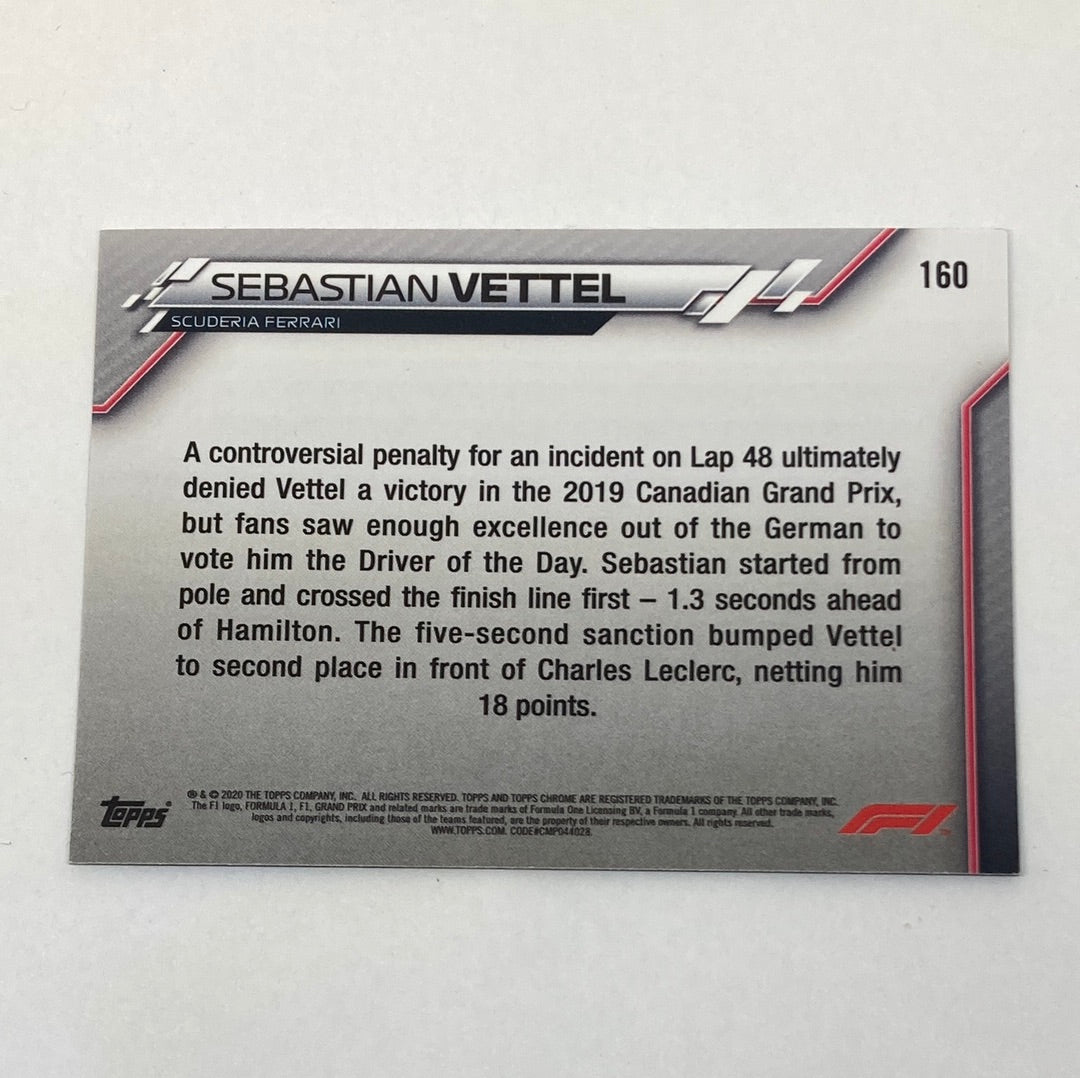 SEBASTIAN VETTEL
160
SCUDERIA FERRARI
A controversial penalty for an incident on Lap 48 ultimately
denied Vettel a victory in the 2019 Canadian Grand Prix,
but fans saw enough excellence out of the German to
vote him the Driver of the Day. Sebastian started from
pole and crossed the finish line first – 1.3 seconds ahead
of Hamilton. The five-second sanction bumped Vettel
to second place in front of Charles Leclerc, netting him
18 points.
topps
® & © 2020 THE TOPPS COMPANY, INC. ALL RIGHTS RESERVED. TOPPS AND TOPPS CHROME ARE REGISTERED TRADEMARKS OF THE TOPPS COMPANY, INC.
The F1 logo, FORMULA 1, F1, GRAND PRIX and related marks are trade marks of Formula One Licensing BV, a Formula 1 company. All other trade marks,
logos and copyrights, including those of the teams featured, are the property of their respective owners. All rights reserved.
WWW.TOPPS.COM. CODE#CMP044028
F1